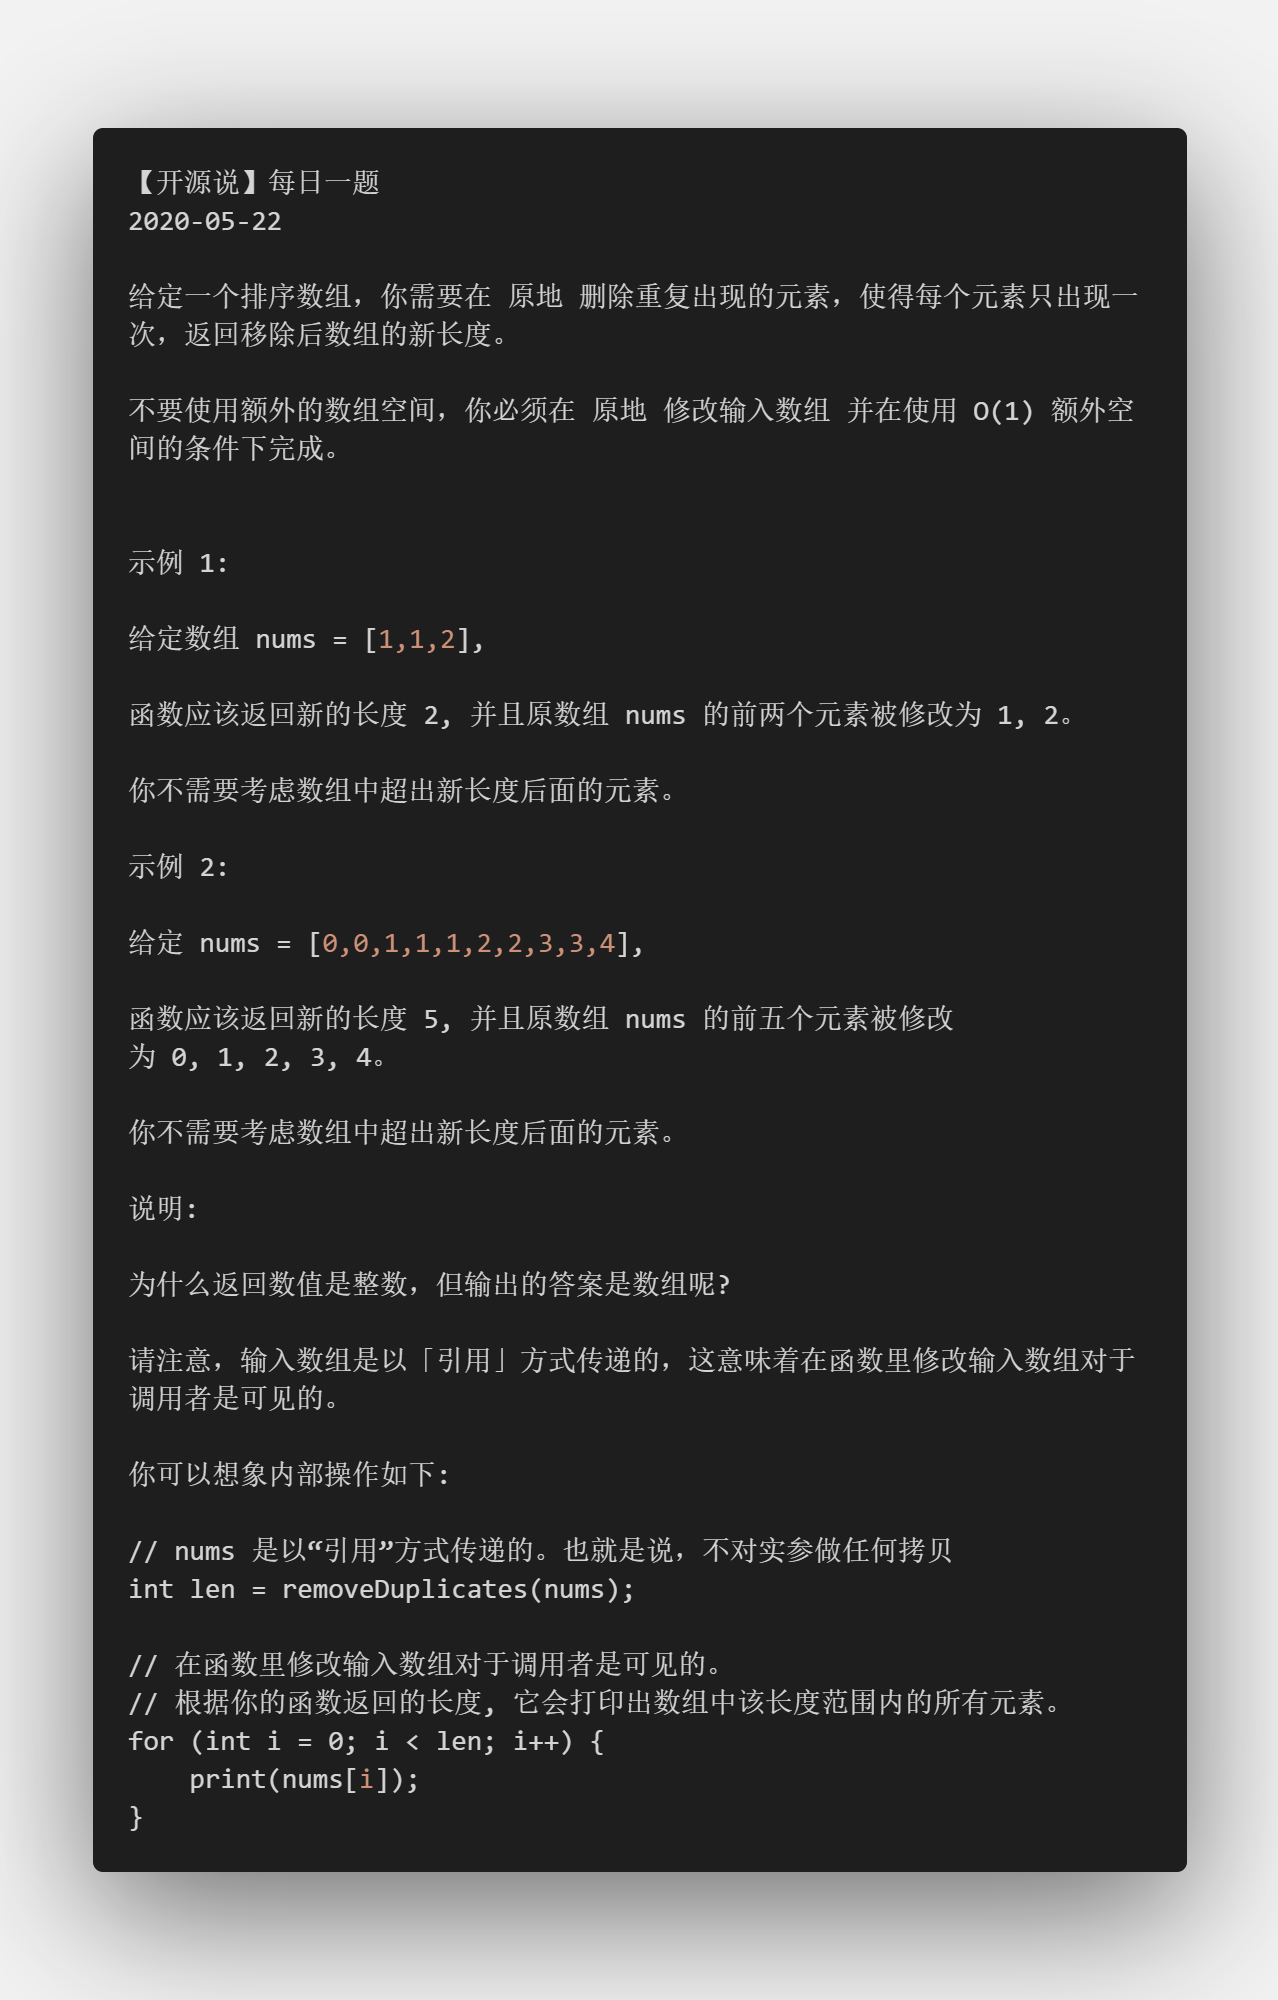 【开源说】每日一题
2020-05-22
给定一个排序数组，你需要在 原地 删除重复出现的元素，使得每个元素只出现一
次，返回移除后数组的新长度。
不要使用额外的数组空间，你必须在 原地 修改输入数组 并在使用 O(1) 额外空
间的条件下完成。
示例 1:
给定数组 nums = [1,1,2],
函数应该返回新的长度 2, 并且原数组 nums 的前两个元素被修改为 1, 2。
你不需要考虑数组中超出新长度后面的元素。
示例 2:
给定 nums = [0,0,1,1,1,2,2,3,3,4],
函数应该返回新的长度 5, 并且原数组 nums 的前五个元素被修改
为 0, 1, 2, 3, 4。
你不需要考虑数组中超出新长度后面的元素。
说明:
为什么返回数值是整数，但输出的答案是数组呢?
请注意，输入数组是以「引用」方式传递的，这意味着在函数里修改输入数组对于
调用者是可见的。
你可以想象内部操作如下:
// nums 是以“引用”方式传递的。也就是说，不对实参做任何拷贝
int len = removeDuplicates(nums);
// 在函数里修改输入数组对于调用者是可见的。
// 根据你的函数返回的长度, 它会打印出数组中该长度范围内的所有元素。
for (int i = 0; i < len; i++) {
    print(nums[i]);
}